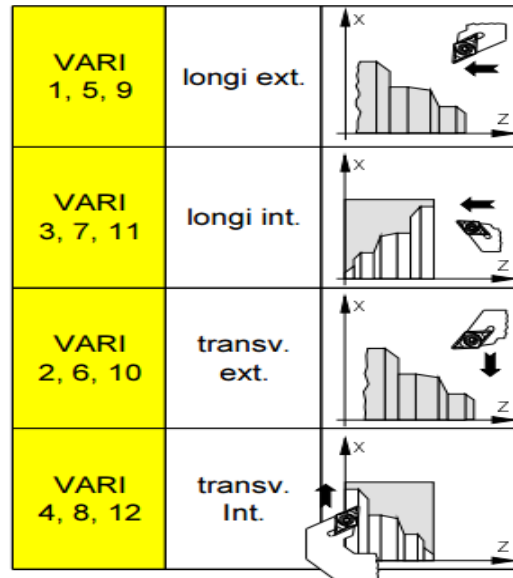 VARI
1, 5, 9
longi ext.
X
Z
VARI
3, 7, 11
longi int.
X
Z
VARI
2, 6, 10
transv.
ext.
X
Z
VARI
4, 8, 12
transv.
Int.
X
Z